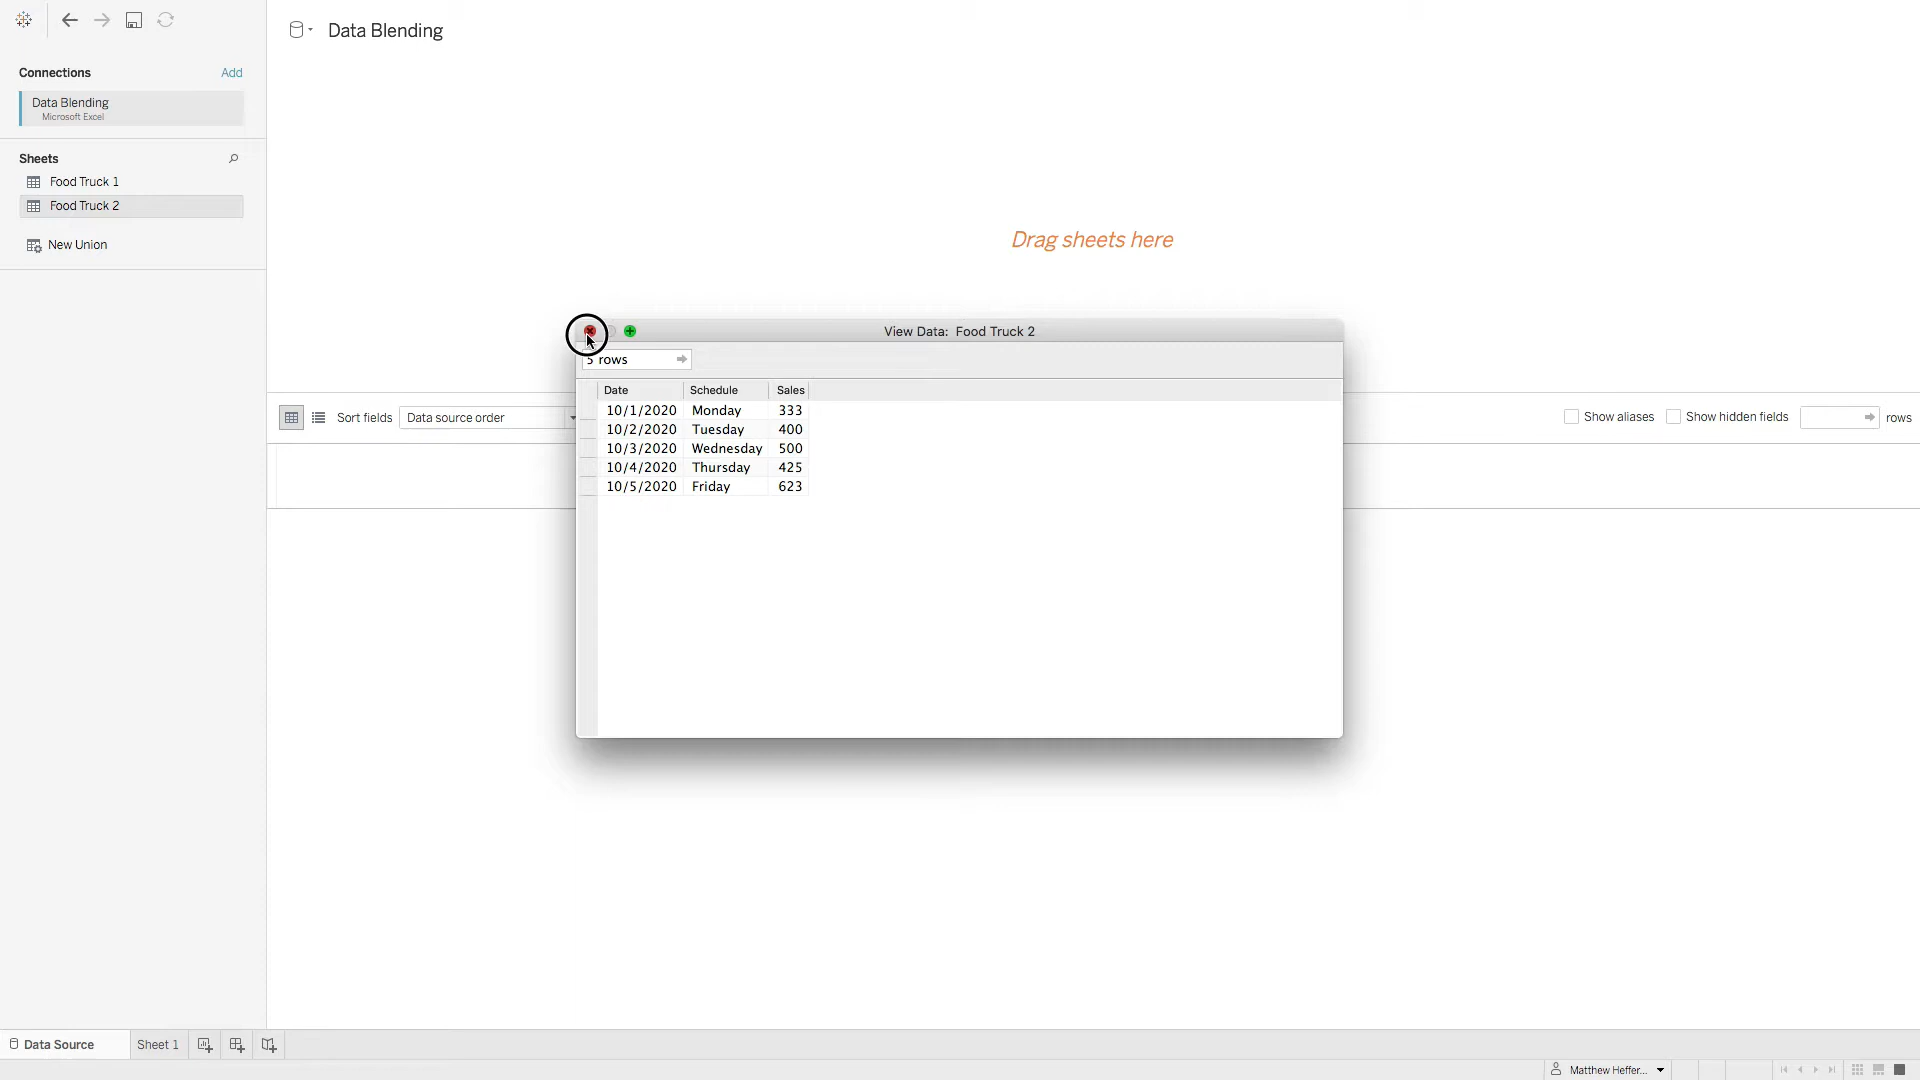 Data Blending
Connections
Add
Data Blending
Microsoft Excel
Sheets
Food Truck 1
Food Truck 2
New Union
Drag sheets here
View Data: Food Truck 2
5 rows
Date Schedule Sales
10/1/2020 Monday 333
10/2/2020 Tuesday 400
10/3/2020 Wednesday 500
10/4/2020 Thursday 425
10/5/2020 Friday 623
Sort fields Data source order
Show aliases Show hidden fields rows
Data Source Sheet 1
Matthew Heffer...